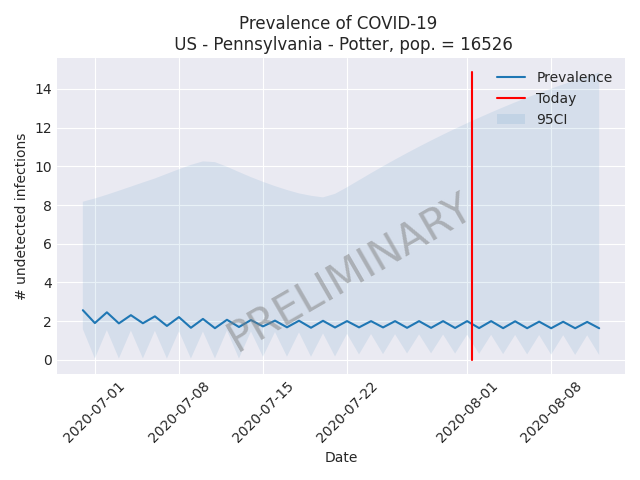 Prevalence of COVID-19
US - Pennsylvania - Potter, pop. = 16526
14
12
10
8
6
4
2
0
# undetected infections
Prevalence
Today
95CI
PRELIMINARY
2020-07-01
2020-07-08
2020-07-15
2020-07-22
2020-08-01
2020-08-08
Date